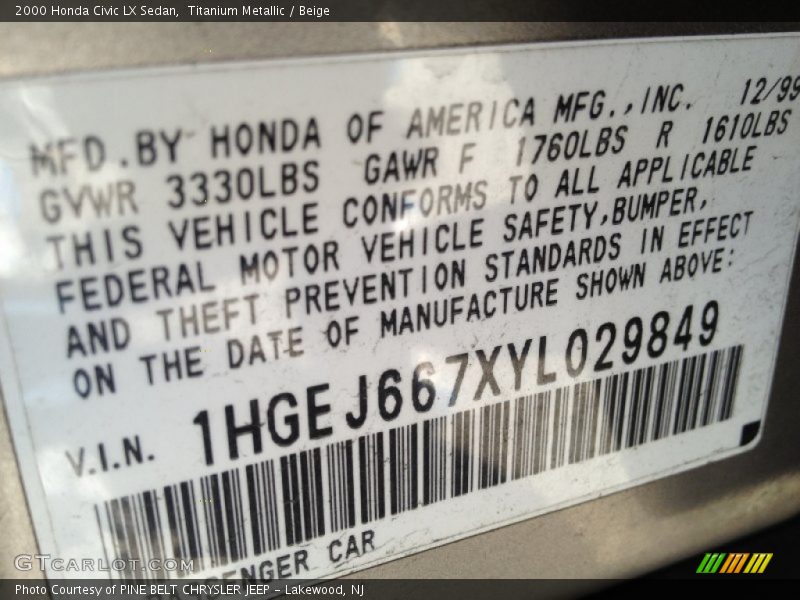 2000 Honda Civic LX Sedan, Titanium Metallic / Beige
MFD.BY HONDA OF AMERICA MFG.,INC. 12/99
GVWR 3330LBS GAWR F 1760LBS R 1610LBS
THIS VEHICLE CONFORMS TO ALL APPLICABLE
FEDERAL MOTOR VEHICLE SAFETY,BUMPER,
AND THEFT PREVENTION STANDARDS IN EFFECT
ON THE DATE OF MANUFACTURE SHOWN ABOVE:
V.I.N. 1HGEJ667XYL029849
PASSENGER CAR
GTCarLot.com
Photo Courtesy of PINE BELT CHRYSLER JEEP - Lakewood, NJ